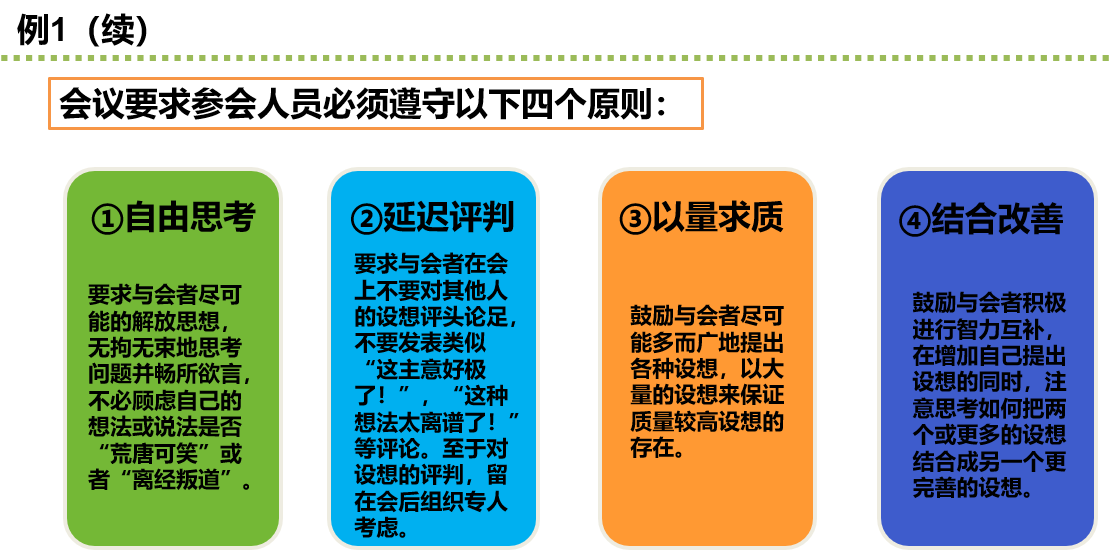 例1（续）
会议要求参会人员必须遵守以下四个原则：
①自由思考
要求与会者尽可
能的解放思想，
无拘无束地思考
问题并畅所欲言，
不必顾虑自己的
想法或说法是否
“荒唐可笑”或
者“离经叛道”。
②延迟评判
要求与会者在会
上不要对其他人
的设想评头论足，
不要发表类似
“这主意好极
了！”，“这种
想法太离谱了！”
等评论。至于对
设想的评判，留
在会后组织专人
考虑。
③以量求质
鼓励与会者尽可
能多而广地提出
各种设想，以大
量的设想来保证
质量较高设想的
存在。
④结合改善
鼓励与会者积极
进行智力互补，
在增加自己提出
设想的同时，注
意思考如何把两
个或更多的设想
结合成另一个更
完善的设想。